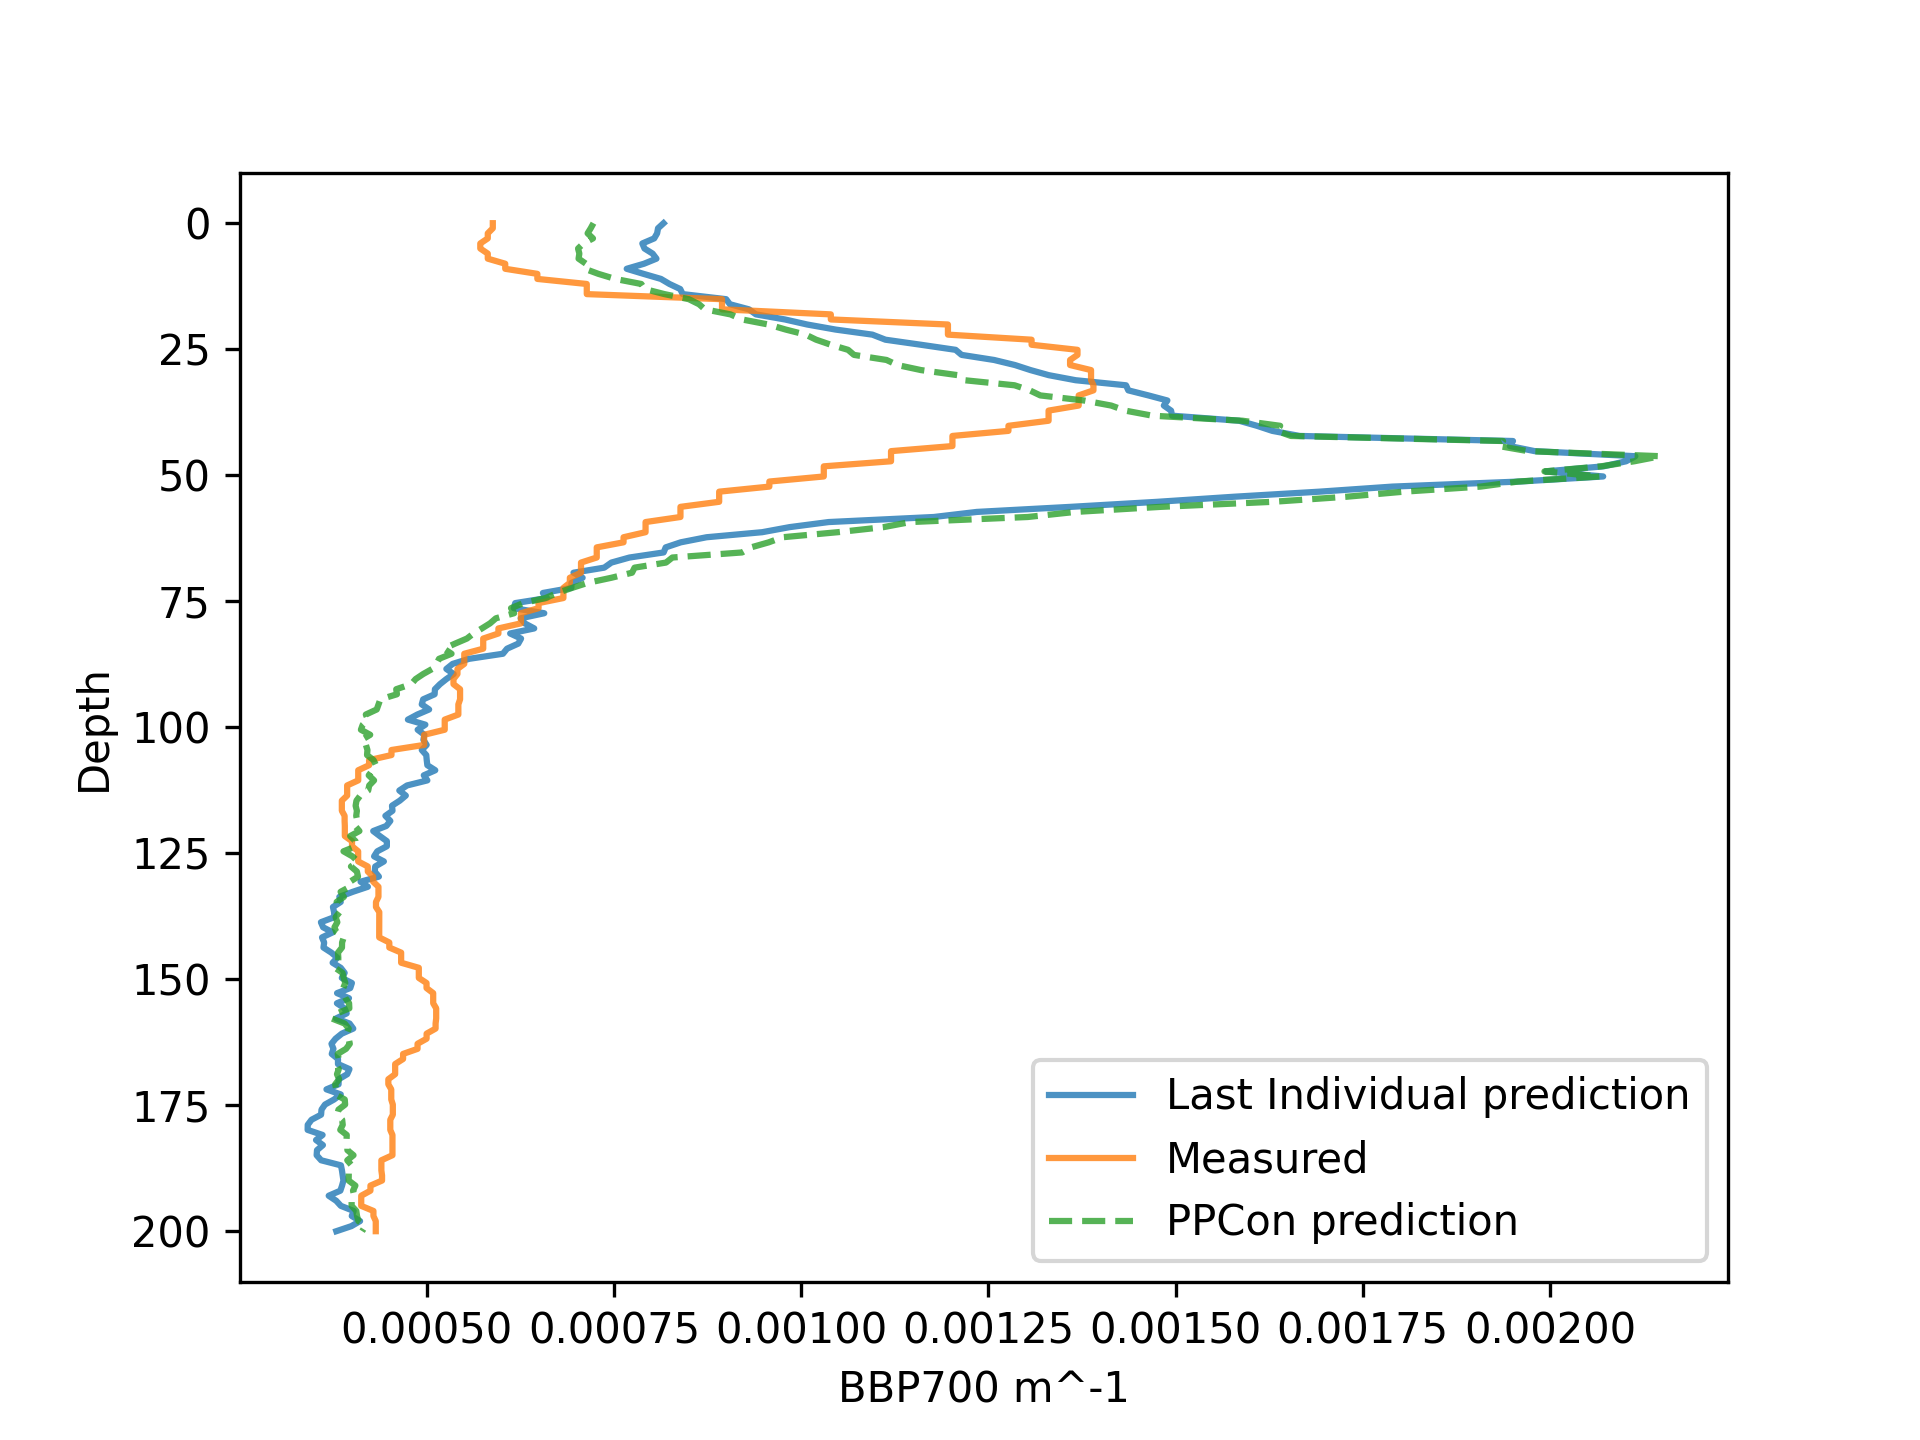 0
25
50
75
100
125
150
175
200
Depth
0.00050 0.00075 0.00100 0.00125 0.00150 0.00175 0.00200
BBP700 m^-1
Last Individual prediction
Measured
PPCon prediction